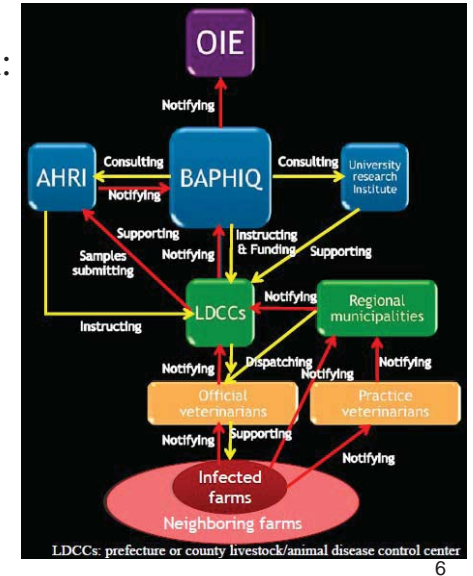 :
OIE
Notifying
AHRI
Consulting
BAPHIQ
Consulting
University
research
Institute
Notifying
Supporting
Instructing
& Funding
Supporting
Samples
submitting
Notifying
LDCCs
Notifying
Regional
municipalities
Instructing
Notifying
Dispatching
Notifying
Notifying
Official
veterinarians
Practice
veterinarians
Notifying
Supporting
Notifying
Infected
farms
Neighboring farms
LDCCs: prefecture or county livestock/animal disease control center
6